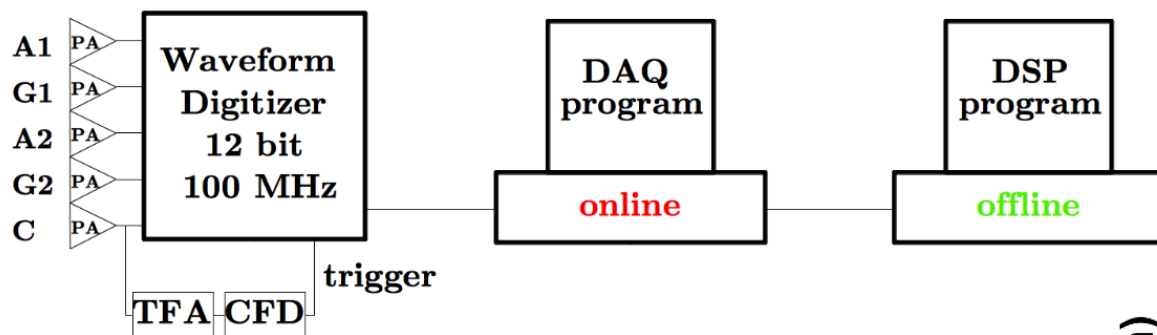 A1 PA
G1 PA
A2 PA
G2 PA
C PA
Waveform
Digitizer
12 bit
100 MHz
trigger
TFA CFD
DAQ
program
online
DSP
program
offline